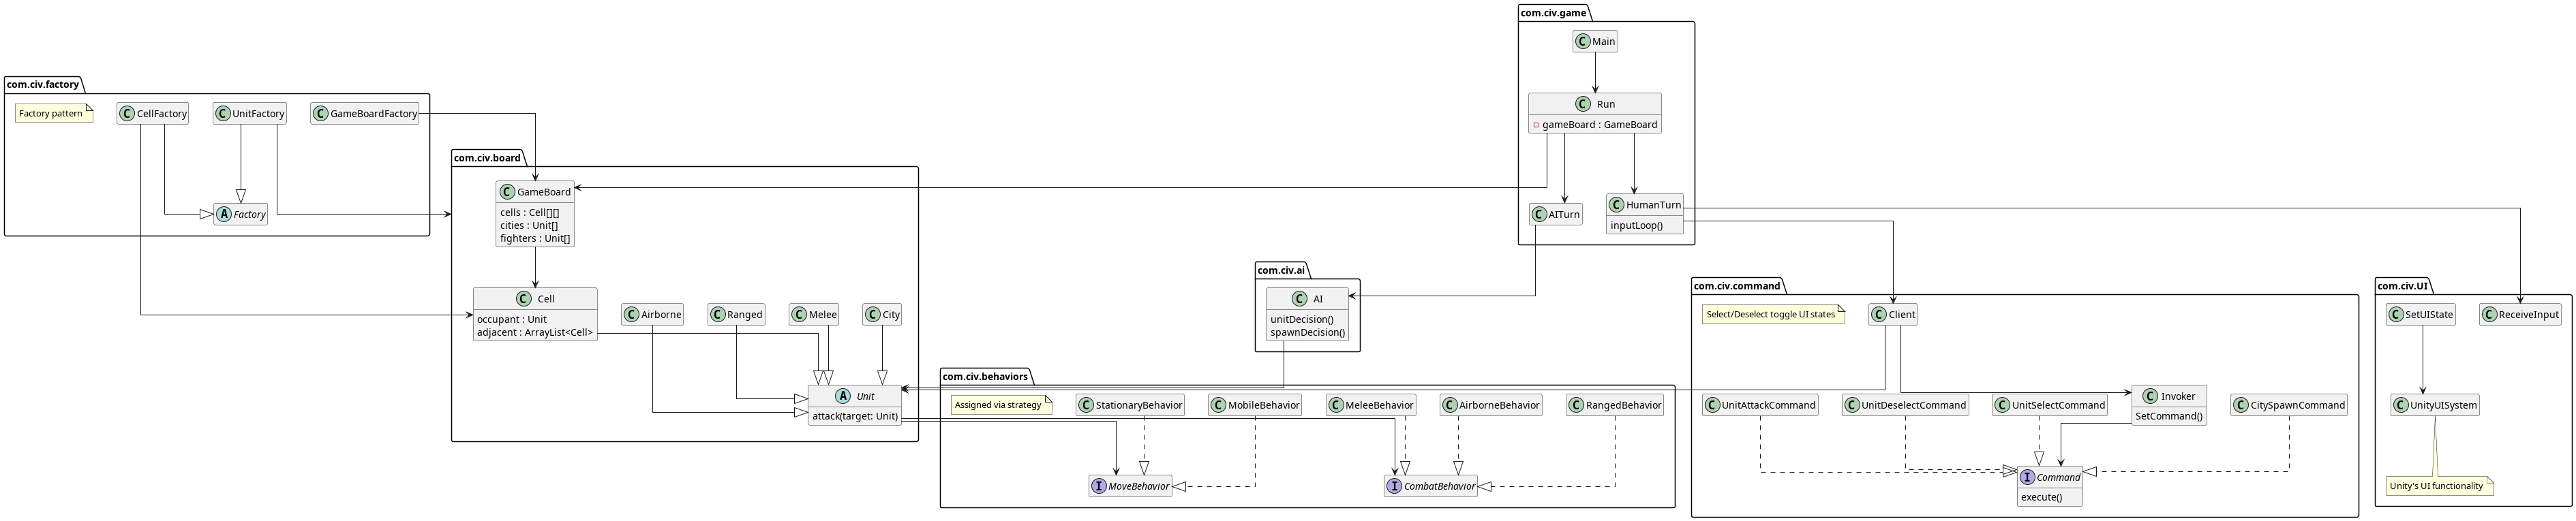 com.civ.game
C Main
C Run
gameBoard : GameBoard
C AITurn
C HumanTurn
inputLoop()
com.civ.factory
Factory pattern
C CellFactory
C UnitFactory
C GameBoardFactory
A Factory
com.civ.board
C GameBoard
cells : Cell[][]
cities : Unit[]
fighters : Unit[]
C Cell
occupant : Unit
adjacent : ArrayList<Cell>
C Airborne
C Ranged
C Melee
C City
A Unit
attack(target: Unit)
com.civ.ai
C AI
unitDecision()
spawnDecision()
com.civ.behaviors
Assigned via strategy
C StationaryBehavior
C MobileBehavior
C MeleeBehavior
C AirborneBehavior
C RangedBehavior
I MoveBehavior
I CombatBehavior
com.civ.command
Select/Deselect toggle UI states
C Client
C UnitAttackCommand
C UnitDeselectCommand
C UnitSelectCommand
C Invoker
SetCommand()
C CitySpawnCommand
I Command
execute()
com.civ.UI
C SetUIState
C ReceiveInput
C UnityUISystem
Unity's UI functionality